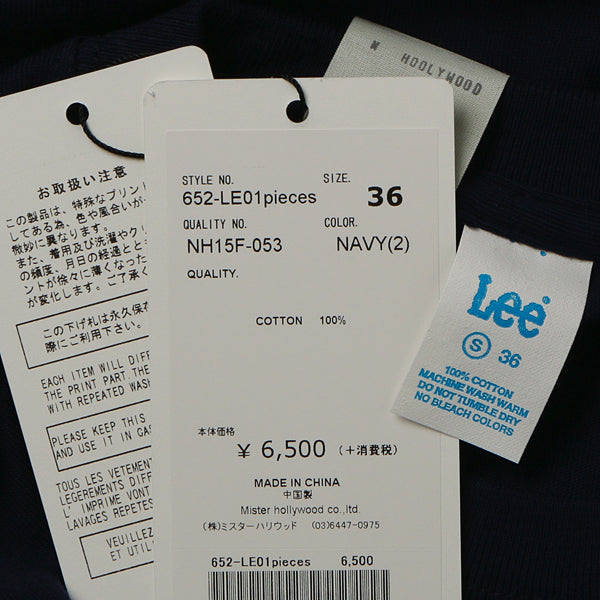 N HOOLYWOOD
お取扱い注意
この製品は、特殊なプリント
してある為、色や風合いが
微妙に異なります。
また、着用及び洗濯やクリ
の頻度、月日の経過とと
ントが徐々に薄くなった
が変化します。ご了承く
この下げ札は永久保存
際にご利用下さい。
EACH ITEM WILL DIFF
THE PRINT PART. THE
WITH REPEATED WASH
PLEASE KEEP THIS
AND USE IT IN CAS
TOUS LES VETEMENT
LEGEREMENTS DIFF
L' IMPRIME VONT
LAVAGES REPETES
VEUILLEZ
ET UTIL
STYLE NO. SIZE.
652-LE01pieces 36
QUALITY NO. COLOR.
NH15F-053 NAVY(2)
QUALITY.
COTTON 100%
本体価格
¥ 6,500 (+消費税)
MADE IN CHINA
中国製
Mister hollywood co.,ltd.
(株)ミスターハリウッド (03)6447-0975
652-LE01pieces 6,500
Lee
S 36
100% COTTON
MACHINE WASH WARM
DO NOT TUMBLE DRY
NO BLEACH COLORS